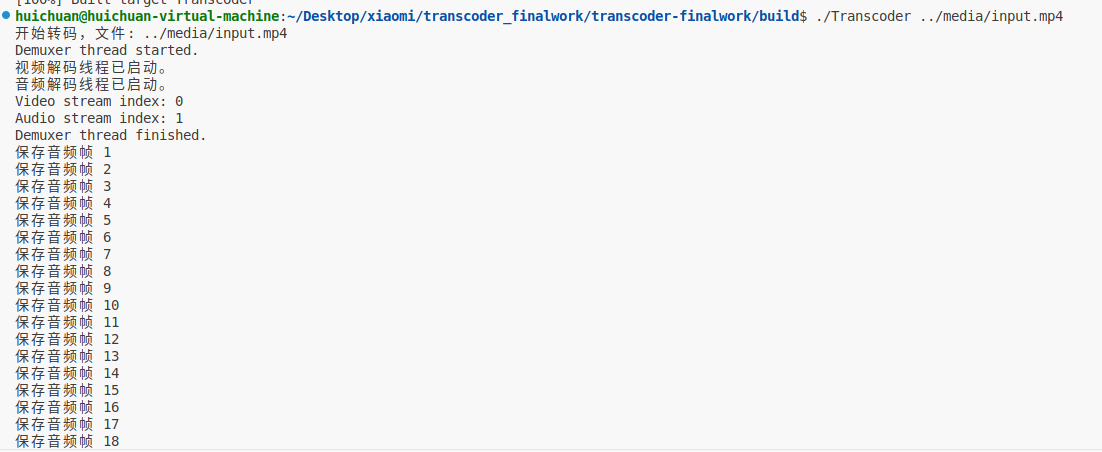 [100%] Built target Transcoder
huichuan@huichuan-virtual-machine:~/Desktop/xiaomi/transcoder_finalwork/transcoder-finalwork/build$ ./Transcoder ../media/input.mp4
开始转码，文件: ../media/input.mp4
Demuxer thread started.
视频解码线程已启动。
音频解码线程已启动。
Video stream index: 0
Audio stream index: 1
Demuxer thread finished.
保存音频帧 1
保存音频帧 2
保存音频帧 3
保存音频帧 4
保存音频帧 5
保存音频帧 6
保存音频帧 7
保存音频帧 8
保存音频帧 9
保存音频帧 10
保存音频帧 11
保存音频帧 12
保存音频帧 13
保存音频帧 14
保存音频帧 15
保存音频帧 16
保存音频帧 17
保存音频帧 18